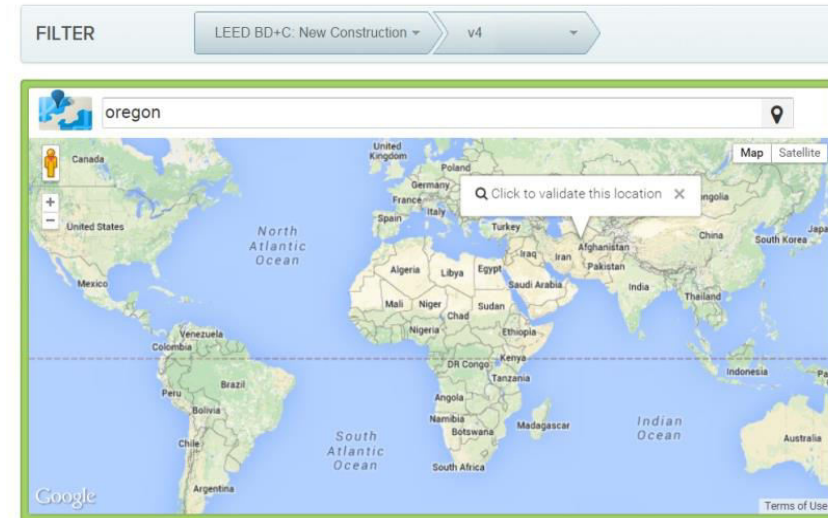 FILTER
LEED BD+C: New Construction
v4
oregon
Map
Satellite
Click to validate this location
Canada
United Kingdom
Poland
Germany
France
Italy
Spain
Turkey
United States
North Atlantic Ocean
Afghanistan
Iraq
Iran
Pakistan
China
South Korea
Algeria
Libya
Egypt
Saudi Arabia
India
Thailand
Mexico
Mali
Niger
Chad
Sudan
Nigeria
Ethiopia
Venezuela
Colombia
DR Congo
Kenya
Tanzania
Indonesia
Brazil
Peru
Bolivia
Angola
Namibia
Botswana
Madagascar
South Atlantic Ocean
Indian Ocean
Australia
Chile
South Africa
Argentina
Google
Terms of Use